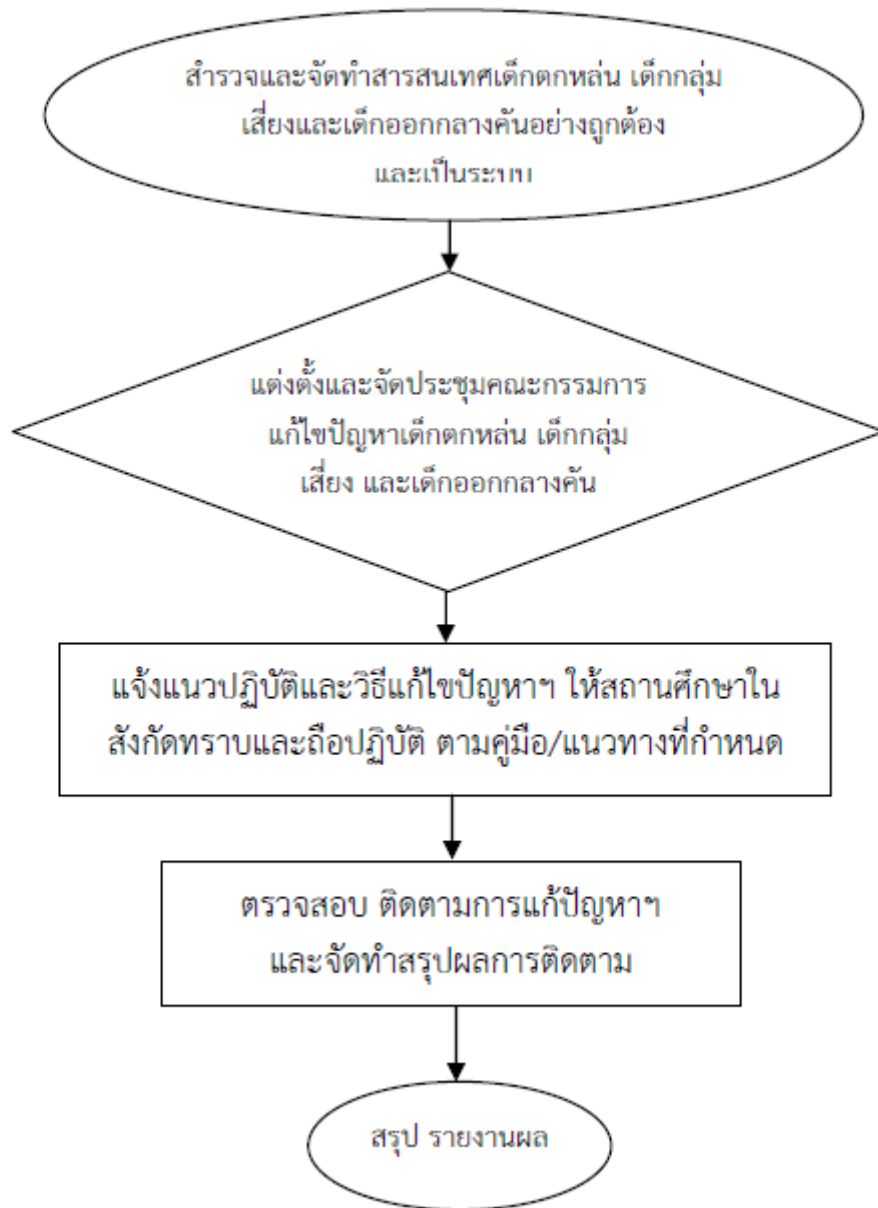 สำรวจและจัดทำสารสนเทศเด็กตกหล่น เด็กกลุ่ม
เสี่ยงและเด็กออกกลางคันอย่างถูกต้อง
และเป็นระบบ
แต่งตั้งและจัดประชุมคณะกรรมการ
แก้ไขปัญหาเด็กตกหล่น เด็กกลุ่ม
เสี่ยง และเด็กออกกลางคัน
แจ้งแนวปฏิบัติและวิธีแก้ไขปัญหาฯ ให้สถานศึกษาใน
สังกัดทราบและถือปฏิบัติ ตามคู่มือ/แนวทางที่กำหนด
ตรวจสอบ ติดตามการแก้ปัญหาฯ
และจัดทำสรุปผลการติดตาม
สรุป รายงานผล